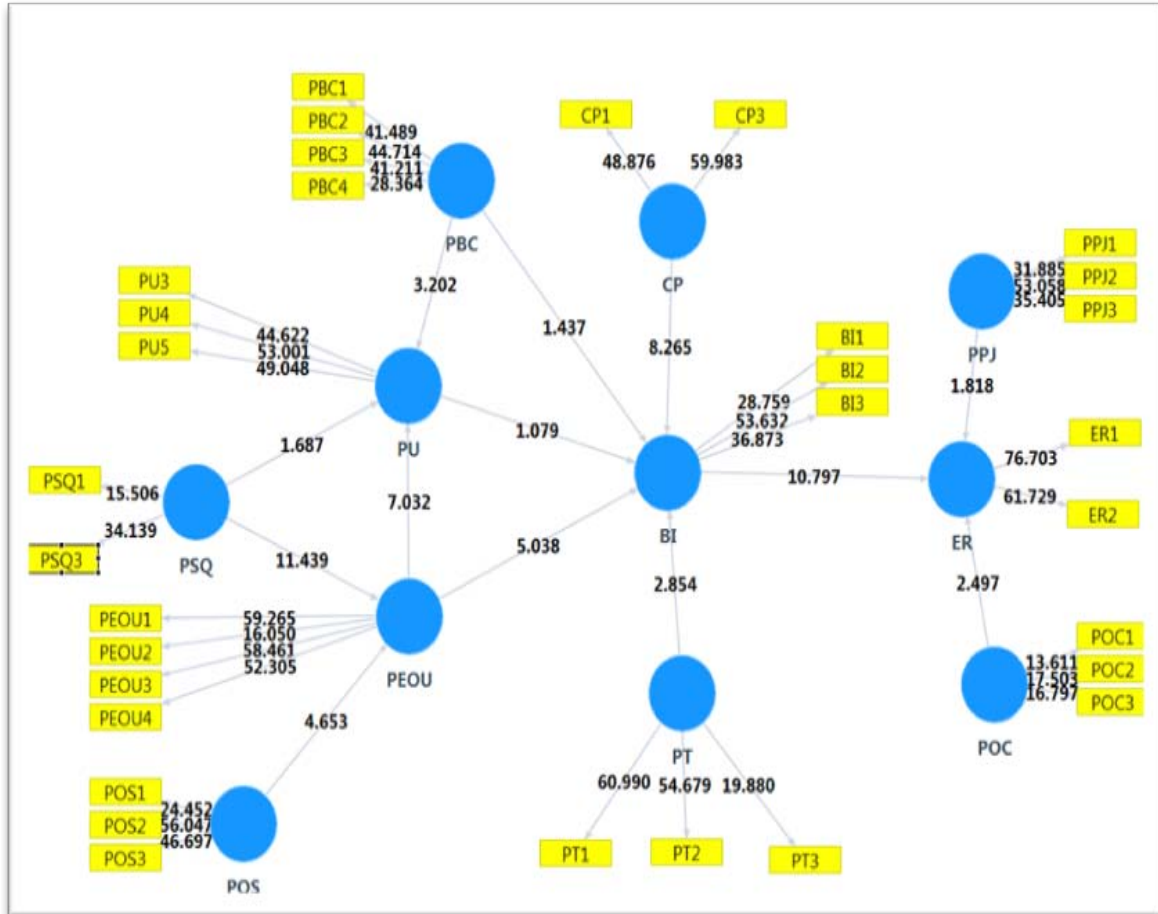 PBC1
PBC2
PBC3
PBC4
41.489
44.714
41.211
28.364
PBC
CP1
CP3
48.876
59.983
CP
PPJ1
PPJ2
PPJ3
31.885
53.058
35.405
PPJ
3.202
1.437
8.265
1.818
PU3
PU4
PU5
44.622
53.001
49.048
PU
BI1
BI2
BI3
28.759
53.632
36.873
BI
1.079
1.687
7.032
5.038
10.797
2.854
ER1
ER2
76.703
61.729
ER
2.497
PSQ1
PSQ3
15.506
34.139
PSQ
11.439
PEOU1
PEOU2
PEOU3
PEOU4
59.265
16.050
58.461
52.305
PEOU
4.653
PT
60.990
54.679
19.880
PT1
PT2
PT3
POC1
POC2
POC3
13.611
17.503
16.797
POC
POS1
POS2
POS3
24.452
56.047
46.697
POS